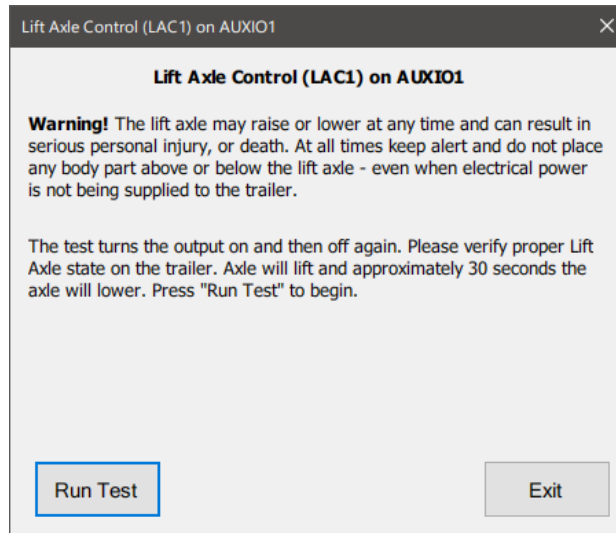 Lift Axle Control (LAC1) on AUXIO1
Lift Axle Control (LAC1) on AUXIO1
Warning! The lift axle may raise or lower at any time and can result in
serious personal injury, or death. At all times keep alert and do not place
any body part above or below the lift axle - even when electrical power
is not being supplied to the trailer.
The test turns the output on and then off again. Please verify proper Lift
Axle state on the trailer. Axle will lift and approximately 30 seconds the
axle will lower. Press "Run Test" to begin.
Run Test
Exit